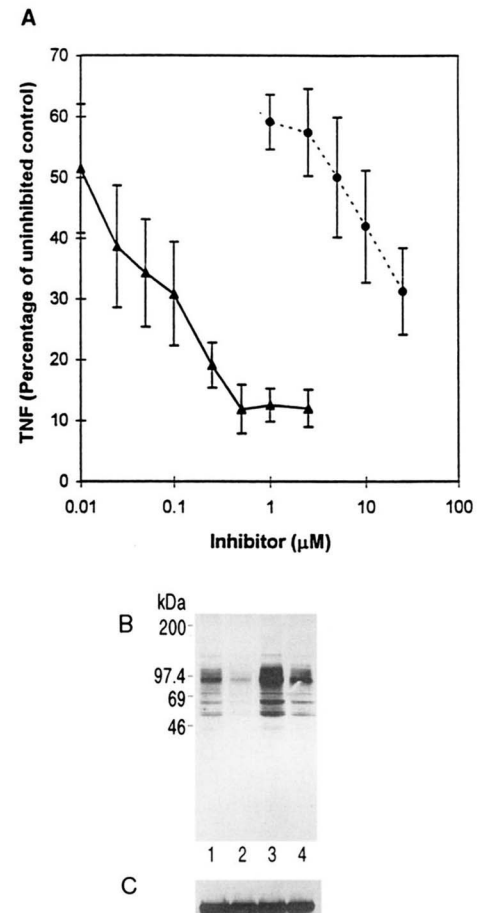 A
TNF (Percentage of uninhibited control)
70
60
50
40
30
20
10
0
0.01 0.1 1 10 100
Inhibitor (μM)
B
kDa
200
97.4
69
46
1 2 3 4
C